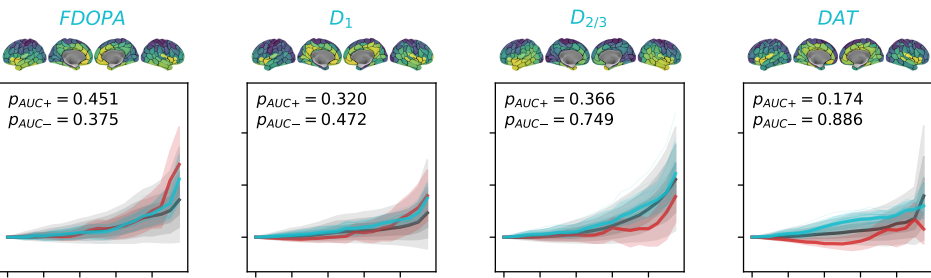 FDOPA
D1
D2/3
DAT
pAUC+ = 0.451
pAUC− = 0.375
pAUC+ = 0.320
pAUC− = 0.472
pAUC+ = 0.366
pAUC− = 0.749
pAUC+ = 0.174
pAUC− = 0.886